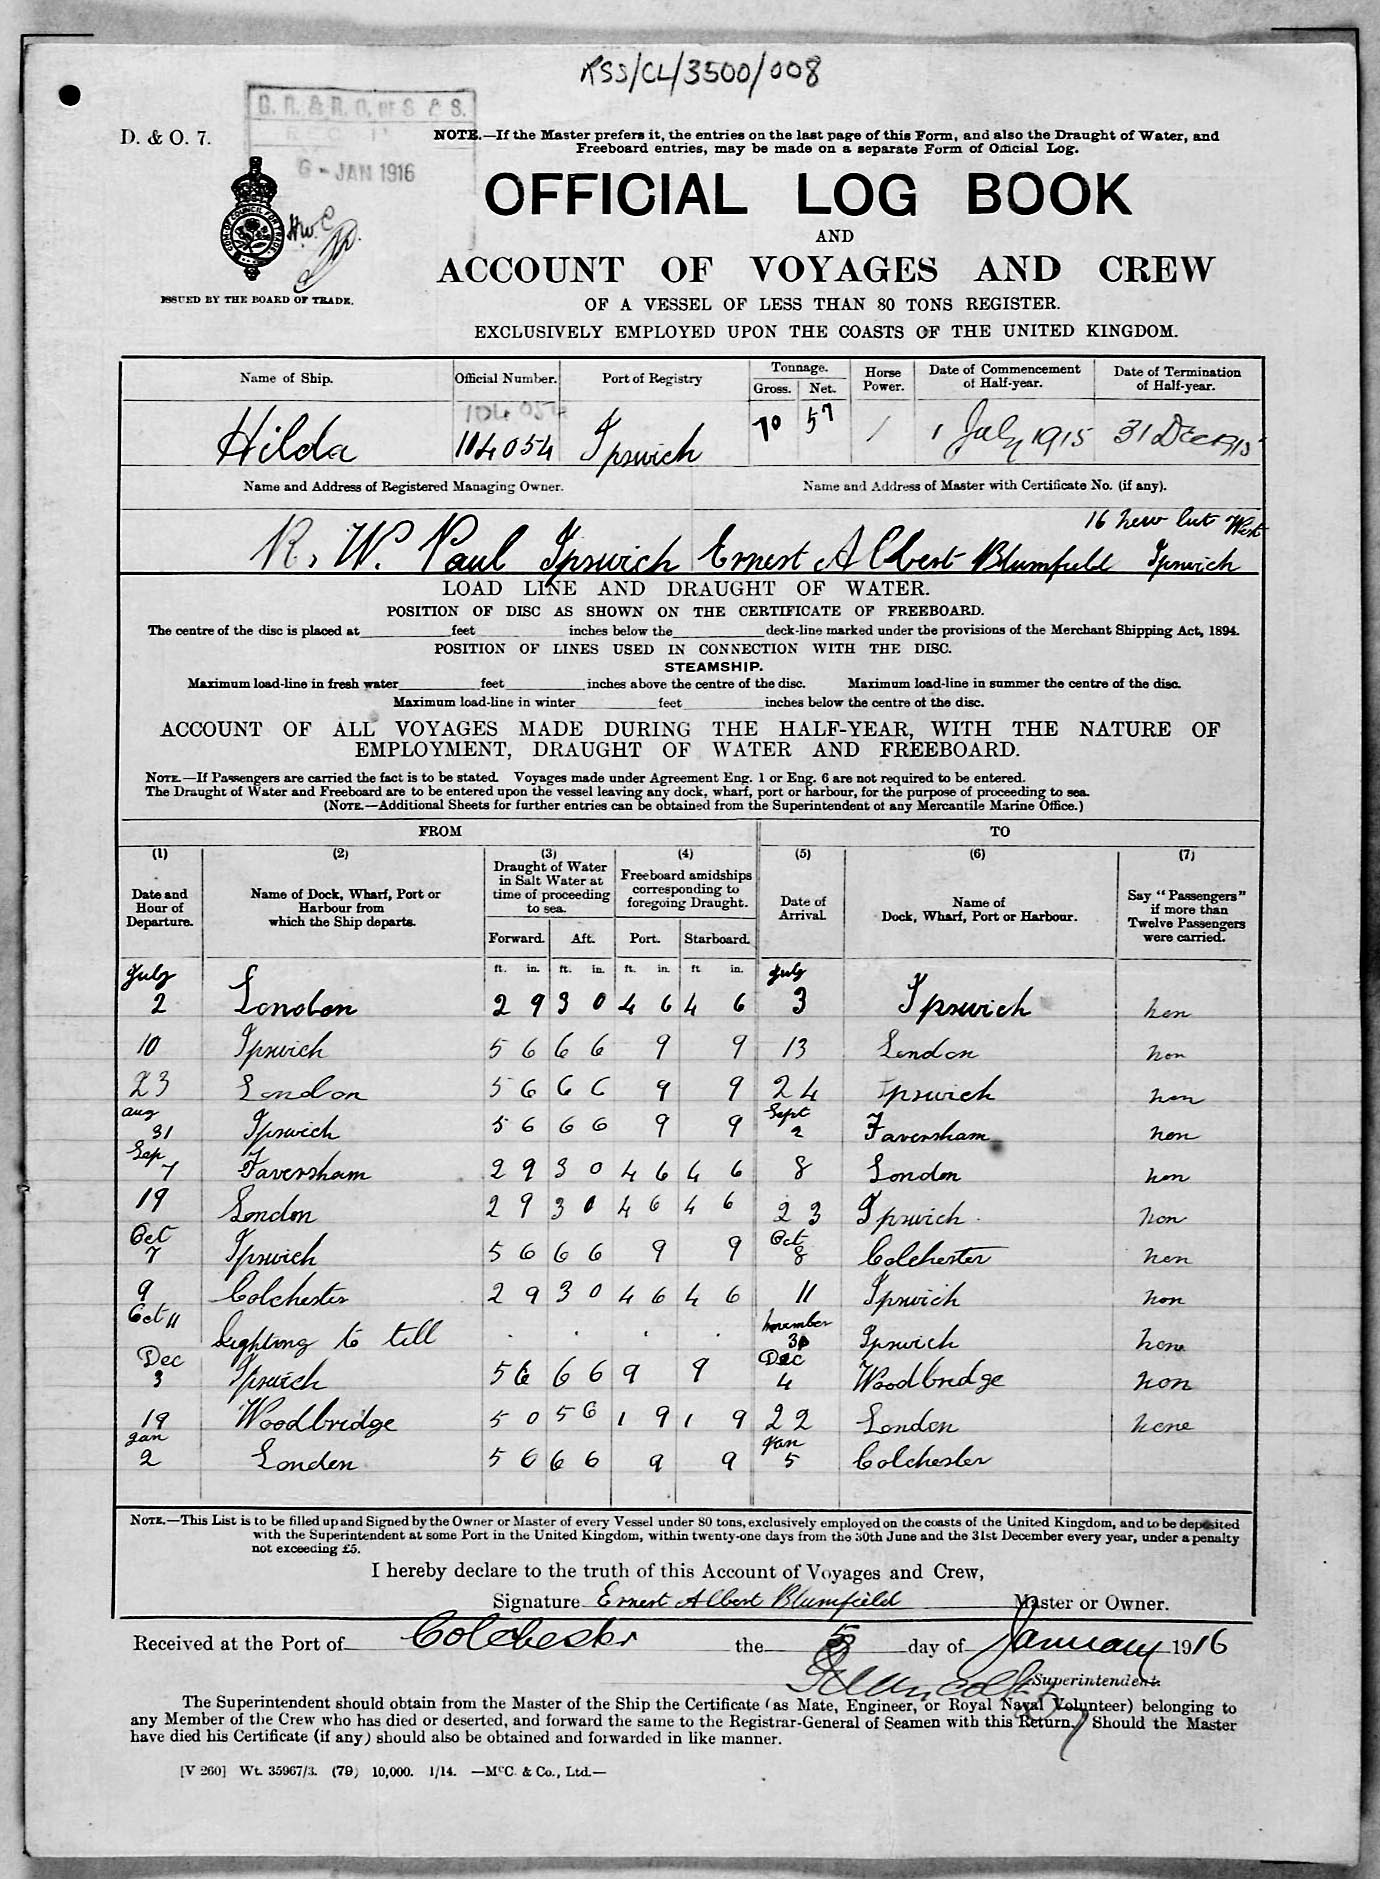 RSS/CL/3500/008
G. R. & R. O. of S & S.
REC'D
6 - JAN 1916
D. & O. 7.
NOTE.—If the Master prefers it, the entries on the last page of this Form, and also the Draught of Water, and
Freeboard entries, may be made on a separate Form of Official Log.
OFFICIAL LOG BOOK
AND
ACCOUNT OF VOYAGES AND CREW
OF A VESSEL OF LESS THAN 80 TONS REGISTER.
EXCLUSIVELY EMPLOYED UPON THE COASTS OF THE UNITED KINGDOM.
ISSUED BY THE BOARD OF TRADE.
Name of Ship. Official Number. Port of Registry Tonnage. Gross. Net. Horse Power. Date of Commencement of Half-year. Date of Termination of Half-year.
104054
Hilda 104054 Ipswich 70 57 / 1 July 1915 31 Dec 1915
Name and Address of Registered Managing Owner. Name and Address of Master with Certificate No. (if any).
16 new cut West
R. W. Paul Ipswich Ernest Albert Blumfield Ipswich
LOAD LINE AND DRAUGHT OF WATER.
POSITION OF DISC AS SHOWN ON THE CERTIFICATE OF FREEBOARD.
The centre of the disc is placed at feet inches below the deck-line marked under the provisions of the Merchant Shipping Act, 1894.
POSITION OF LINES USED IN CONNECTION WITH THE DISC.
STEAMSHIP.
Maximum load-line in fresh water feet inches above the centre of the disc. Maximum load-line in summer the centre of the disc.
Maximum load-line in winter feet inches below the centre of the disc.
ACCOUNT OF ALL VOYAGES MADE DURING THE HALF-YEAR, WITH THE NATURE OF
EMPLOYMENT, DRAUGHT OF WATER AND FREEBOARD.
NOTE.—If Passengers are carried the fact is to be stated. Voyages made under Agreement Eng. 1 or Eng. 6 are not required to be entered.
The Draught of Water and Freeboard are to be entered upon the vessel leaving any dock, wharf, port or harbour, for the purpose of proceeding to sea.
(NOTE.—Additional Sheets for further entries can be obtained from the Superintendent of any Mercantile Marine Office.)
FROM TO
(1) (2) (3) (4) (5) (6) (7)
Date and Hour of Departure. Name of Dock, Wharf, Port or Harbour from which the Ship departs. Draught of Water in Salt Water at time of proceeding to sea. Freeboard amidships corresponding to foregoing Draught. Date of Arrival. Name of Dock, Wharf, Port or Harbour. Say "Passengers" if more than Twelve Passengers were carried.
Forward. Aft. Port. Starboard.
ft. in. ft. in. ft. in. ft in.
July July
2 London 2 9 3 0 4 6 4 6 3 Ipswich non
10 Ipswich 5 6 6 6 9 9 13 London non
23 London 5 6 6 6 9 9 24 Ipswich non
aug Sept
31 Ipswich 5 6 6 6 9 9 2 Faversham non
Sep
7 Faversham 2 9 3 0 4 6 4 6 8 London non
19 London 2 9 3 0 4 6 4 6 23 Ipswich non
Oct Oct
7 Ipswich 5 6 6 6 9 9 8 Colchester non
9 Colchester 2 9 3 0 4 6 4 6 11 Ipswich non
Oct 11 November
Lighting to till 30 Ipswich none
Dec Dec
3 Ipswich 5 6 6 6 9 9 4 Woodbridge non
19 Woodbridge 5 0 5 6 1 9 1 9 22 London none
Jan Jan
2 London 5 6 6 6 9 9 5 Colchester
NOTE.—This List is to be filled up and Signed by the Owner or Master of every Vessel under 80 tons, exclusively employed on the coasts of the United Kingdom, and to be deposited
with the Superintendent at some Port in the United Kingdom, within twenty-one days from the 30th June and the 31st December every year, under a penalty
not exceeding £5.
I hereby declare to the truth of this Account of Voyages and Crew,
Signature Ernest Albert Blumfield Master or Owner.
Received at the Port of Colchester the 5 day of January 1916
Superintendent.
The Superintendent should obtain from the Master of the Ship the Certificate (as Mate, Engineer, or Royal Naval Volunteer) belonging to
any Member of the Crew who has died or deserted, and forward the same to the Registrar-General of Seamen with this Return. Should the Master
have died his Certificate (if any) should also be obtained and forwarded in like manner.
[V 260] Wt. 35967/3. (79) 10,000. 1/14. —McC. & Co., Ltd.—